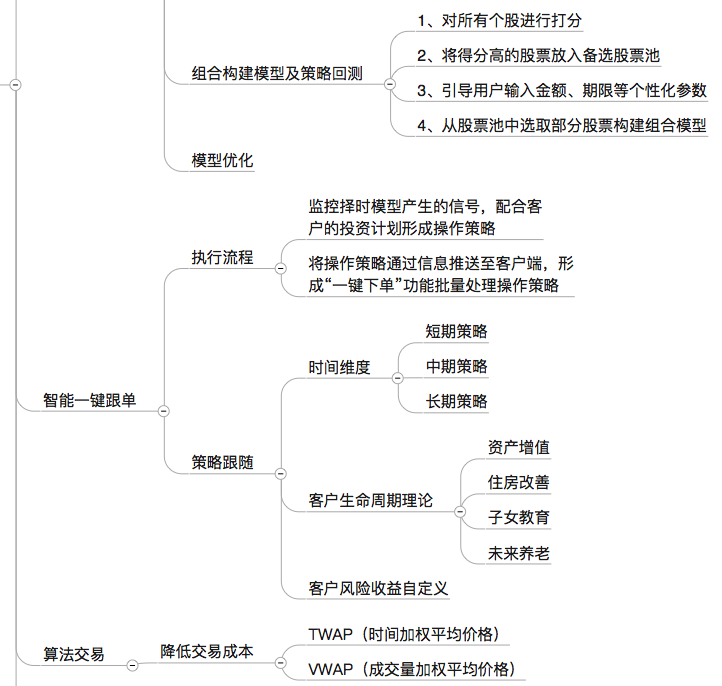 组合构建模型及策略回测
1、对所有个股进行打分
2、将得分高的股票放入备选股票池
3、引导用户输入金额、期限等个性化参数
4、从股票池中选取部分股票构建组合模型
模型优化
智能一键跟单
执行流程
监控择时模型产生的信号，配合客
户的投资计划形成操作策略
将操作策略通过信息推送至客户端，形
成“一键下单”功能批量处理操作策略
策略跟随
时间维度
短期策略
中期策略
长期策略
客户生命周期理论
资产增值
住房改善
子女教育
未来养老
客户风险收益自定义
算法交易
降低交易成本
TWAP（时间加权平均价格）
VWAP（成交量加权平均价格）